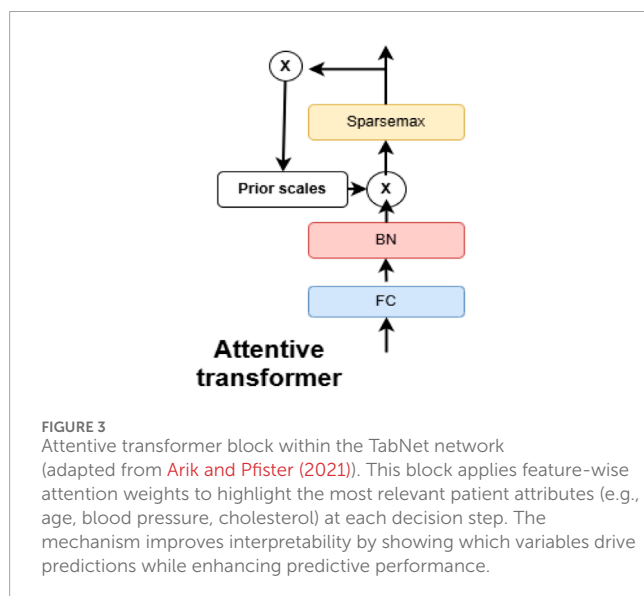 X
Sparsemax
Prior scales
X
BN
FC
Attentive
transformer
FIGURE 3
Attentive transformer block within the TabNet network
(adapted from Arik and Pfister (2021)). This block applies feature-wise
attention weights to highlight the most relevant patient attributes (e.g.,
age, blood pressure, cholesterol) at each decision step. The
mechanism improves interpretability by showing which variables drive
predictions while enhancing predictive performance.